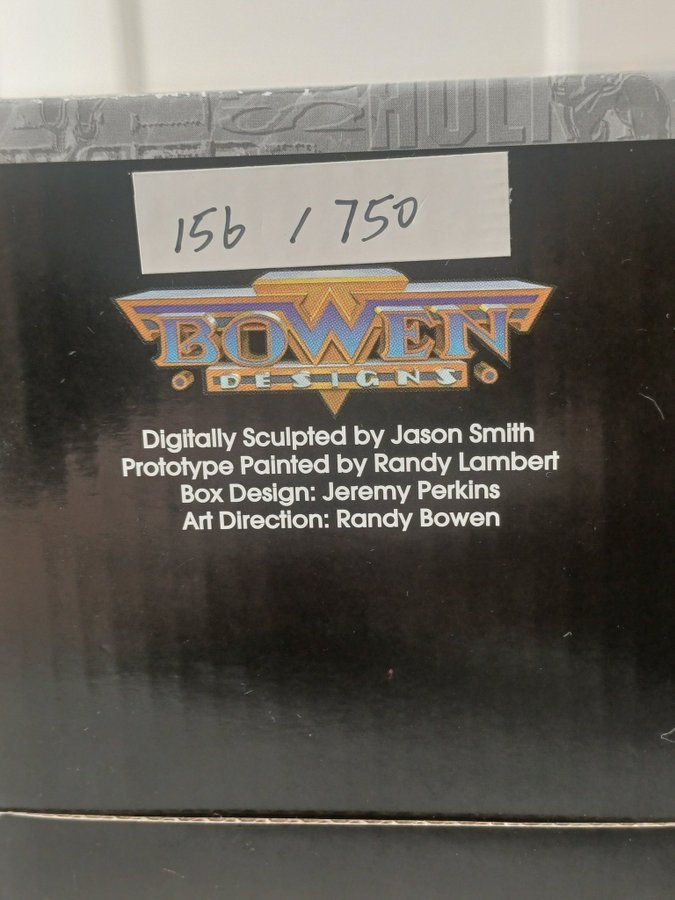 HULK
156 / 750
BOWEN
DESIGNS
Digitally Sculpted by Jason Smith
Prototype Painted by Randy Lambert
Box Design: Jeremy Perkins
Art Direction: Randy Bowen